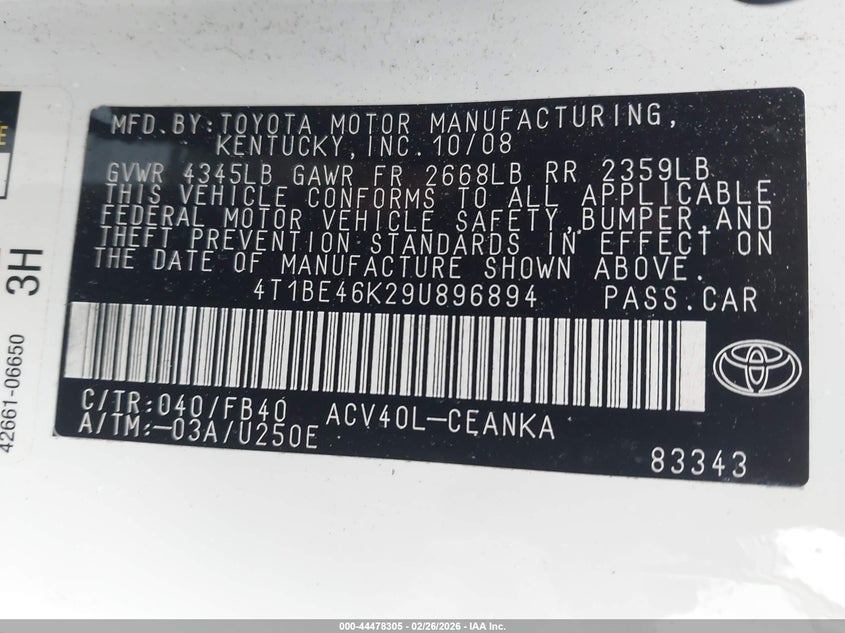 MFD.BY:TOYOTA MOTOR MANUFACTURING,
KENTUCKY,INC.10/08
GVWR 4345LB GAWR FR 2668LB RR 2359LB
THIS VEHICLE CONFORMS TO ALL APPLICABLE
FEDERAL MOTOR VEHICLE SAFETY,BUMPER,AND
THEFT PREVENTION STANDARDS IN EFFECT ON
THE DATE OF MANUFACTURE SHOWN ABOVE.
4T1BE46K29U896894 PASS.CAR
C/TR:040/FB40 ACV40L-CEANKA
A/TM:-03A/U250E
83343
3H
42661-06650
000-44478305 - 02/26/2026 - IAA Inc.